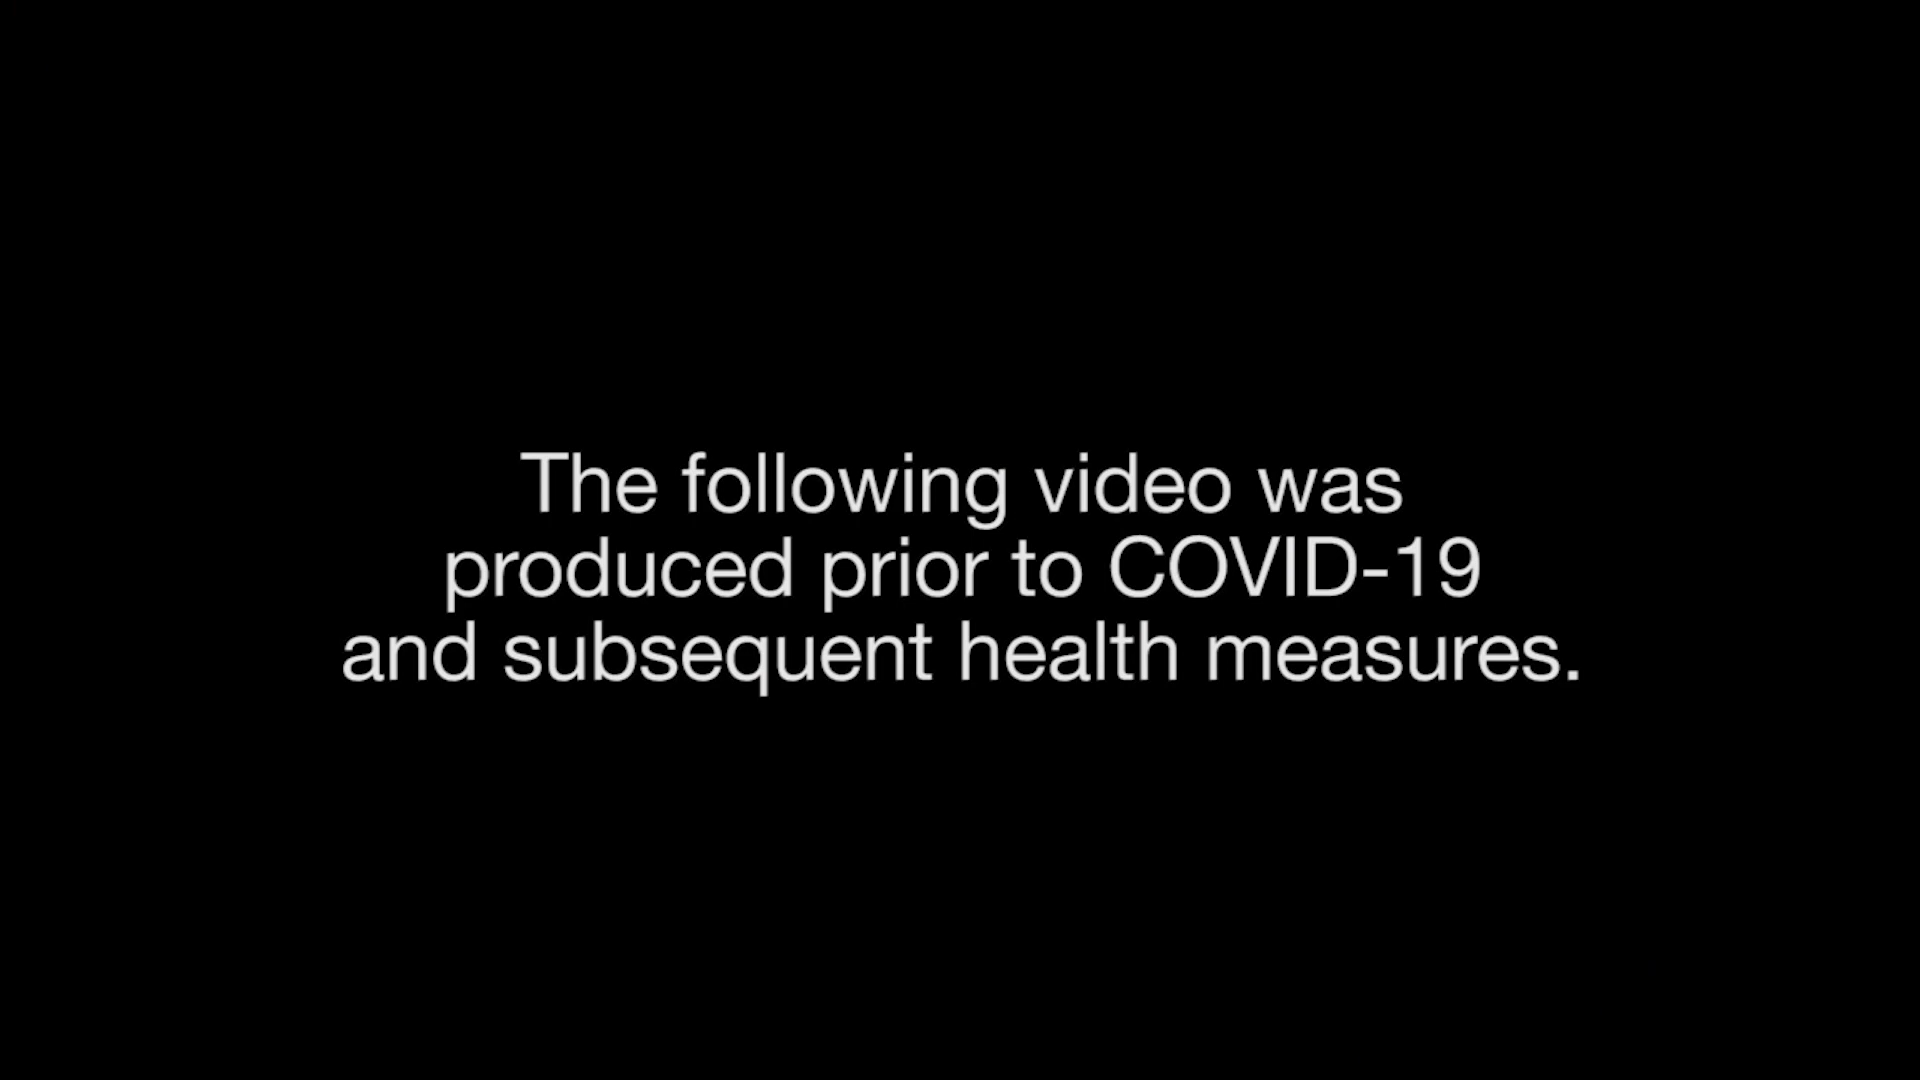 The following video was
produced prior to COVID-19
and subsequent health measures.